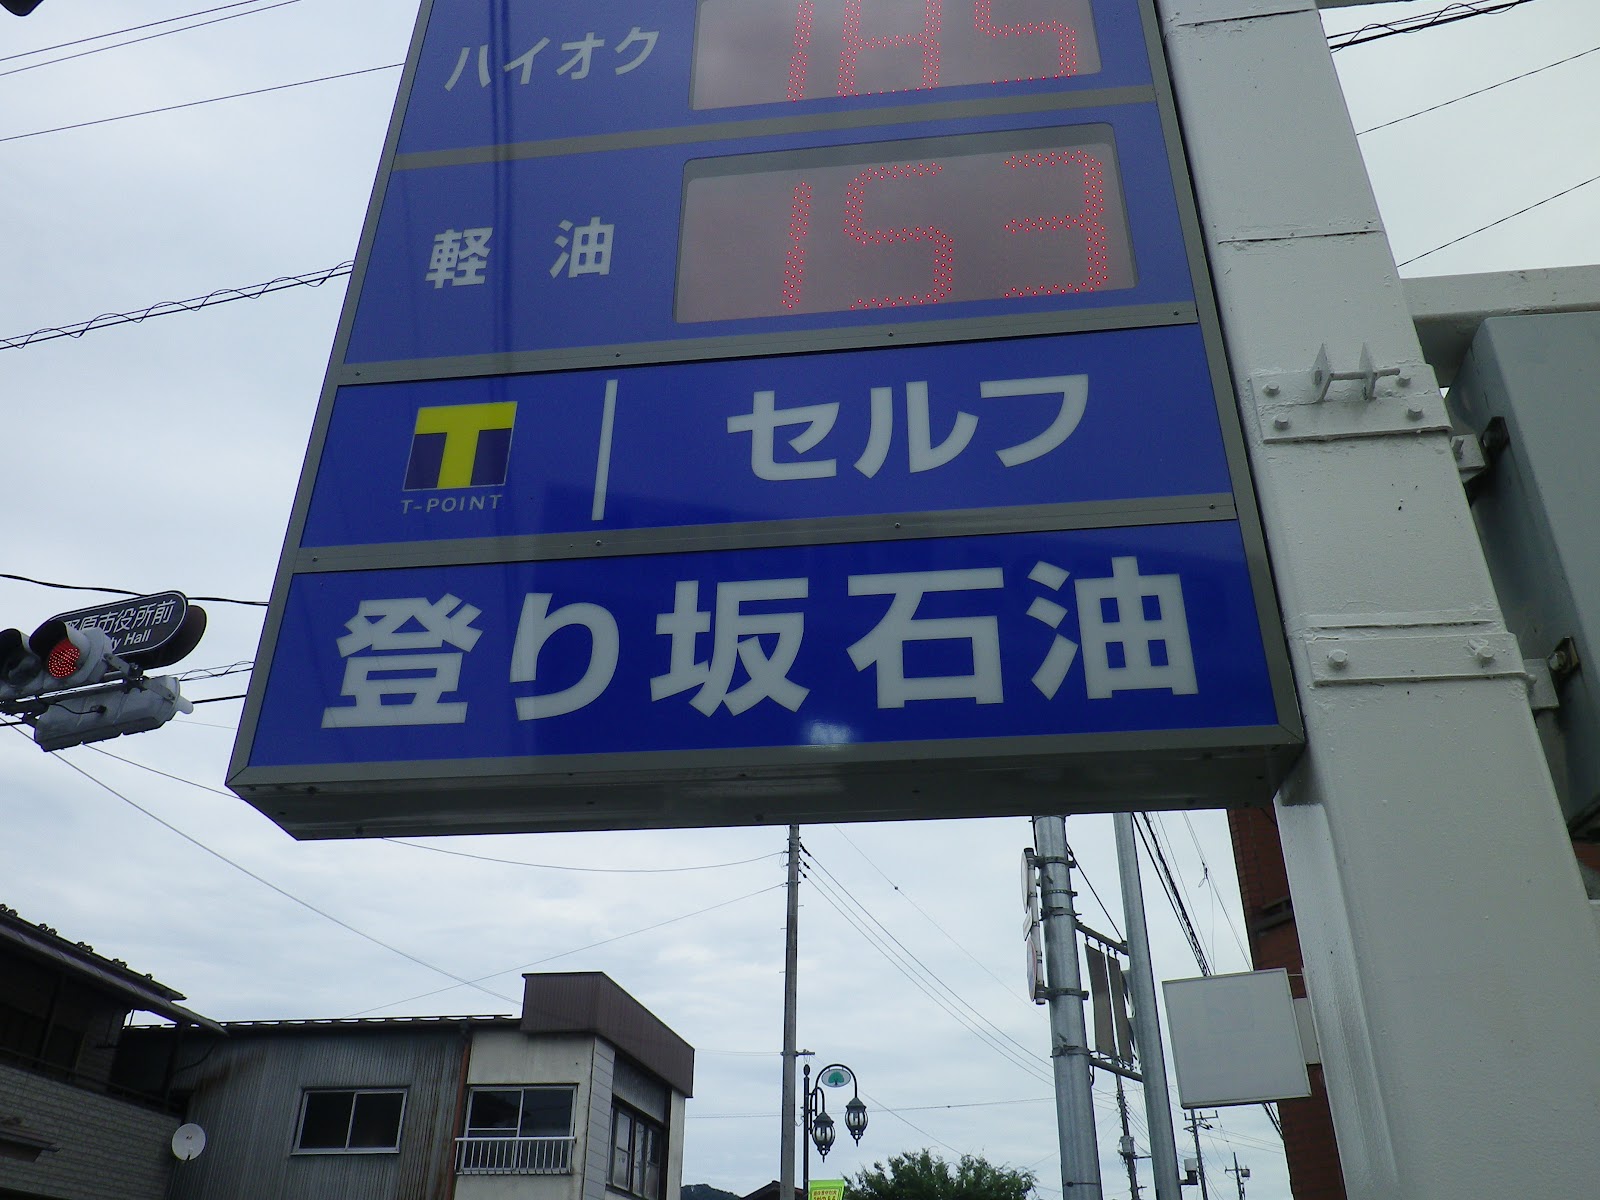 ハイオク 185
軽油 153
T
T-POINT
セルフ
登り坂石油
原市役所前
Hall